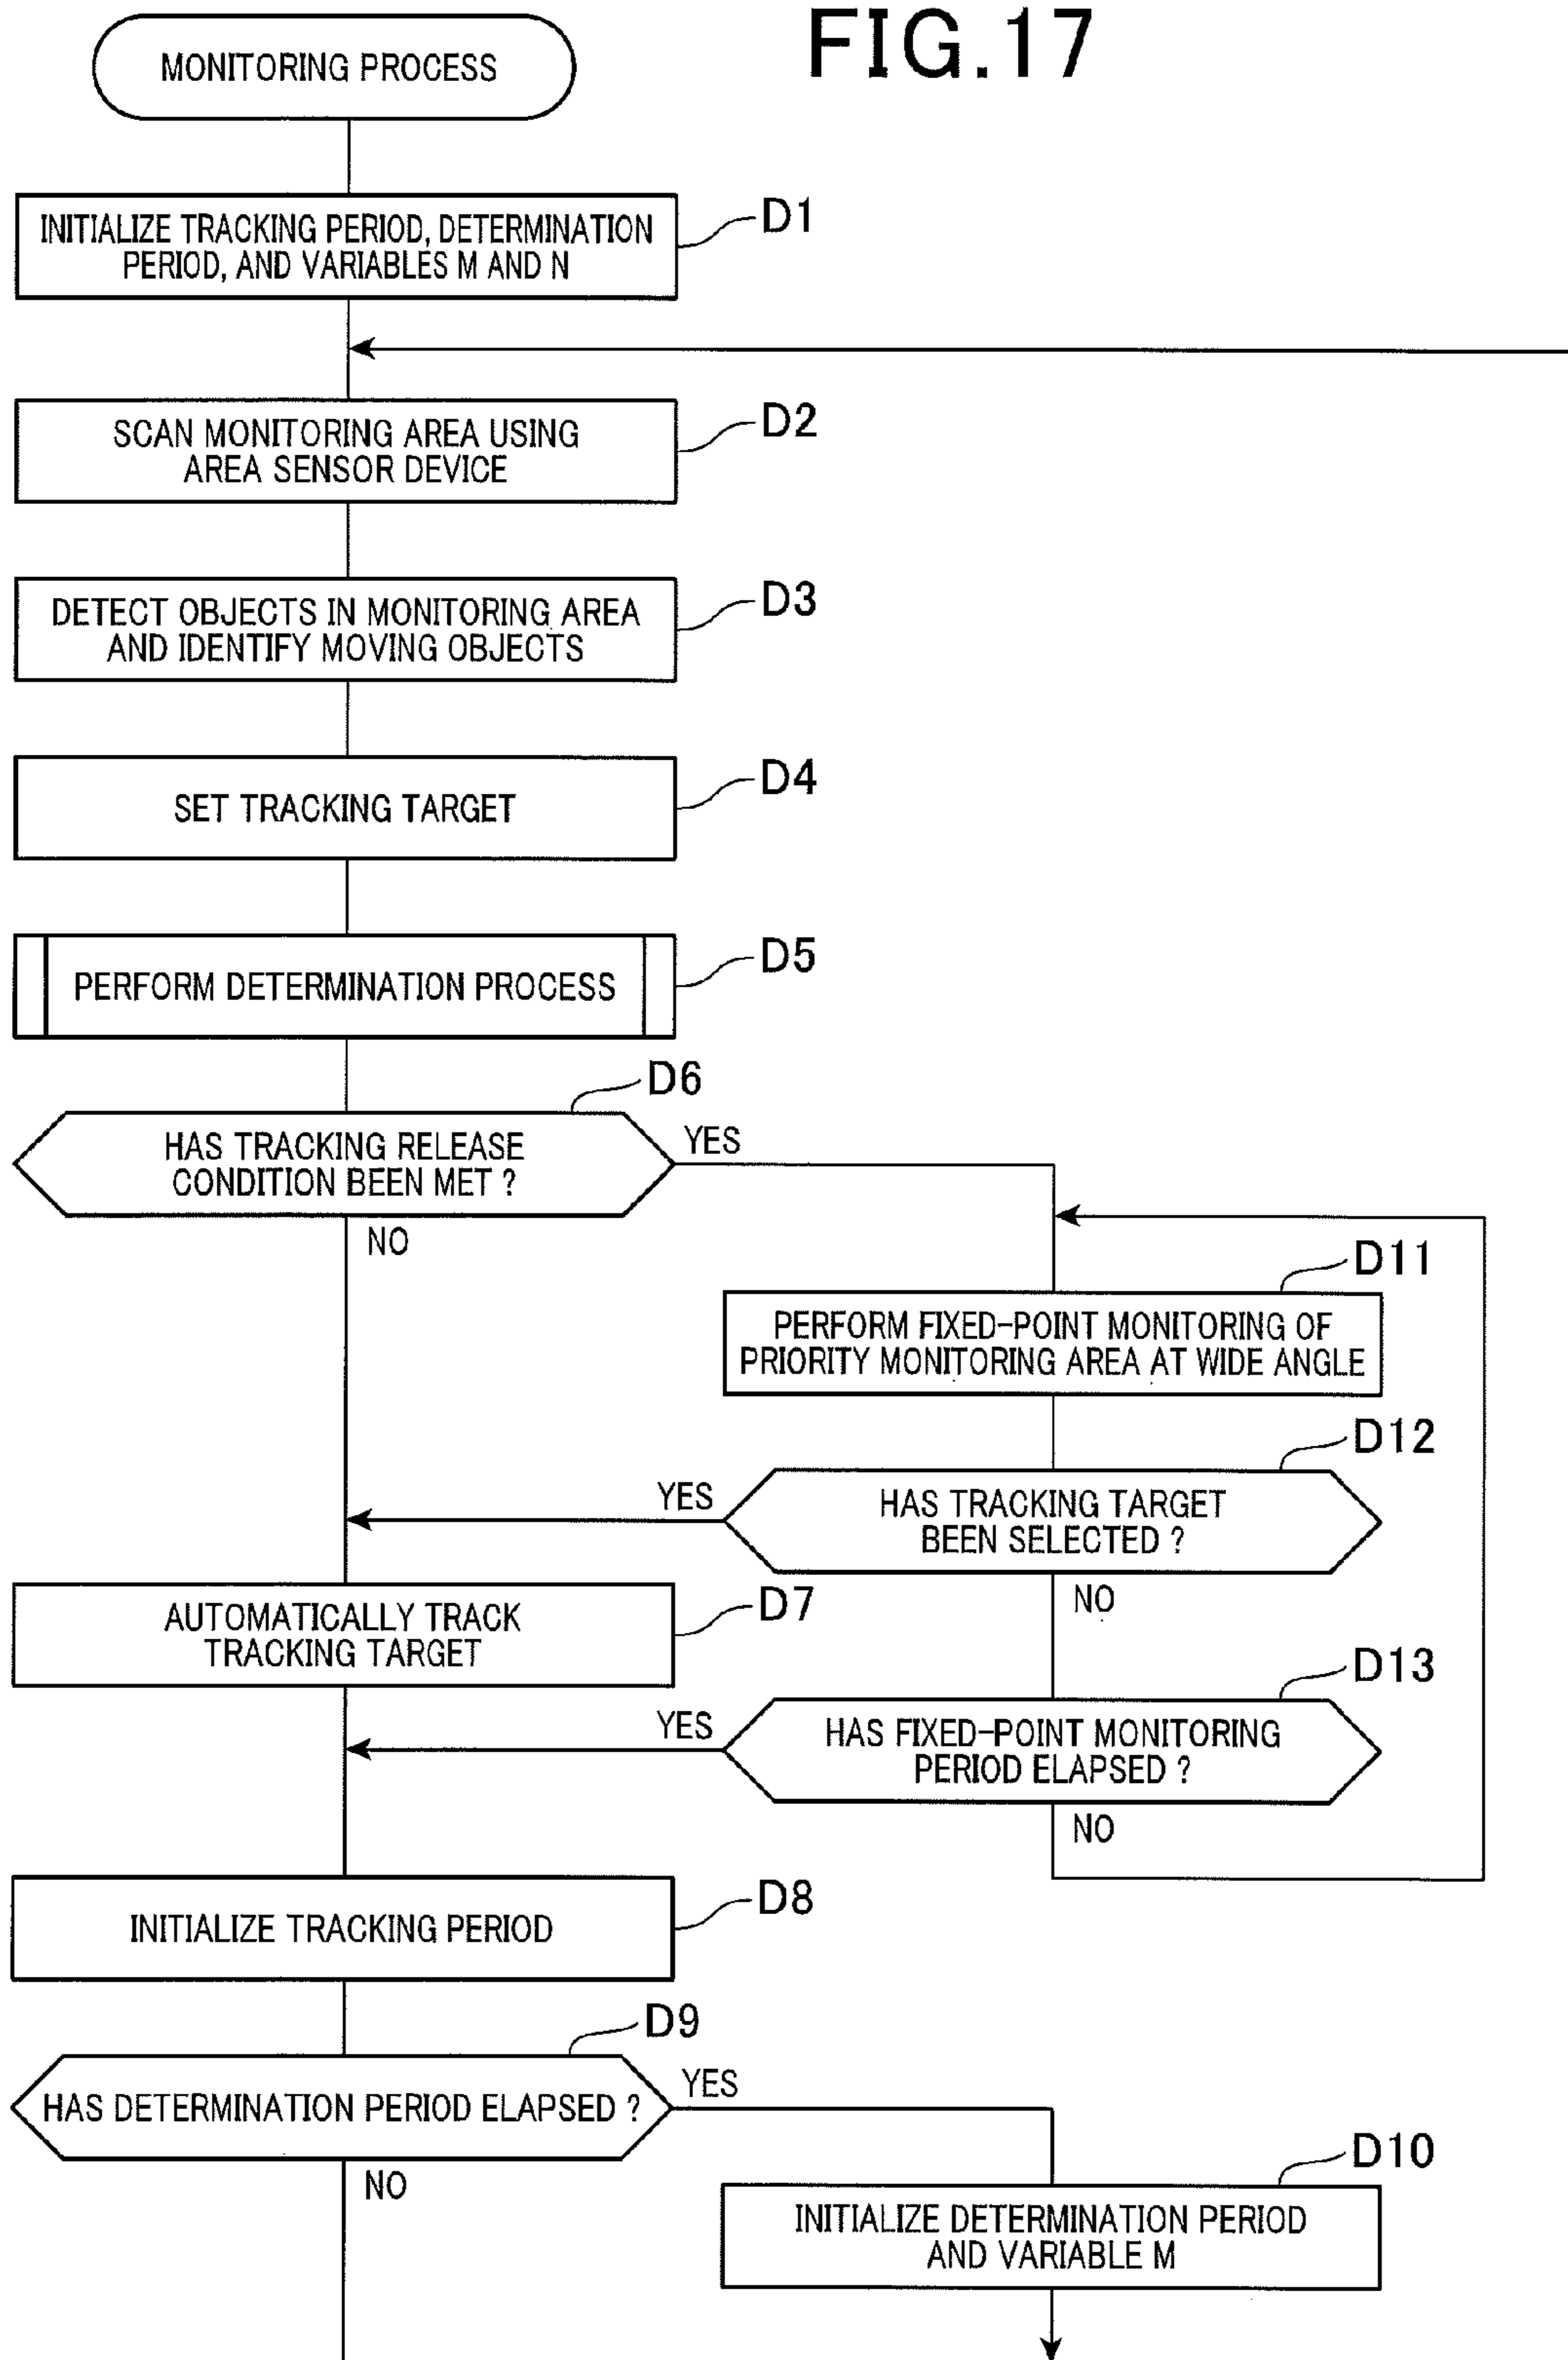 FIG.17
MONITORING PROCESS
INITIALIZE TRACKING PERIOD, DETERMINATION
PERIOD, AND VARIABLES M AND N
D1
SCAN MONITORING AREA USING
AREA SENSOR DEVICE
D2
DETECT OBJECTS IN MONITORING AREA
AND IDENTIFY MOVING OBJECTS
D3
SET TRACKING TARGET
D4
PERFORM DETERMINATION PROCESS
D5
D6
HAS TRACKING RELEASE
CONDITION BEEN MET ?
YES
NO
D11
PERFORM FIXED-POINT MONITORING OF
PRIORITY MONITORING AREA AT WIDE ANGLE
D12
HAS TRACKING TARGET
BEEN SELECTED ?
YES
NO
AUTOMATICALLY TRACK
TRACKING TARGET
D7
D13
HAS FIXED-POINT MONITORING
PERIOD ELAPSED ?
YES
NO
INITIALIZE TRACKING PERIOD
D8
D9
HAS DETERMINATION PERIOD ELAPSED ?
YES
NO
D10
INITIALIZE DETERMINATION PERIOD
AND VARIABLE M